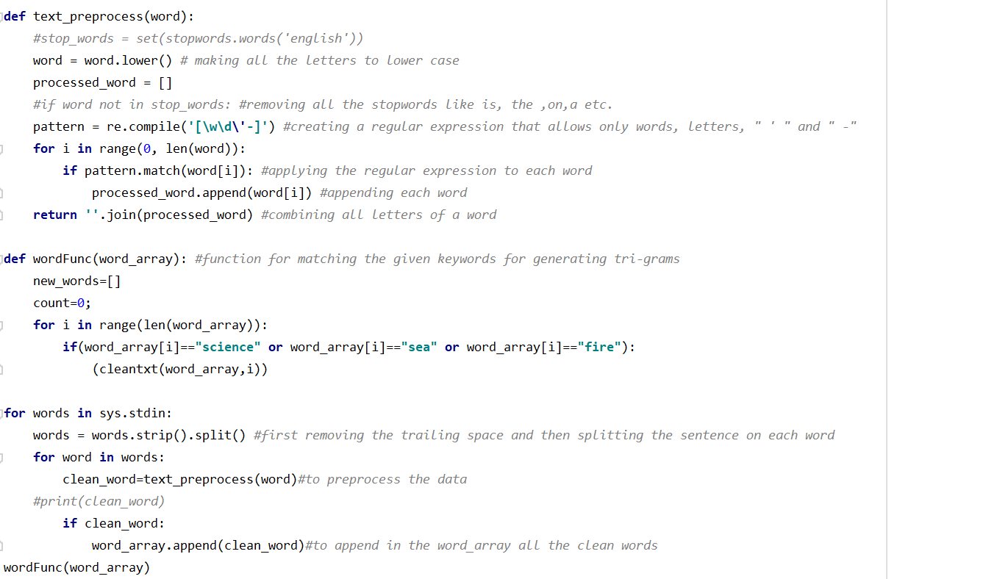 def text_preprocess(word):
    #stop_words = set(stopwords.words('english'))
    word = word.lower() # making all the letters to lower case
    processed_word = []
    #if word not in stop_words: #removing all the stopwords like is, the ,on,a etc.
    pattern = re.compile('[\w\d\'-]') #creating a regular expression that allows only words, letters, " ' " and " -"
    for i in range(0, len(word)):
        if pattern.match(word[i]): #applying the regular expression to each word
            processed_word.append(word[i]) #appending each word
    return ''.join(processed_word) #combining all letters of a word

def wordFunc(word_array): #function for matching the given keywords for generating tri-grams
    new_words=[]
    count=0;
    for i in range(len(word_array)):
        if(word_array[i]=="science" or word_array[i]=="sea" or word_array[i]=="fire"):
            (cleantxt(word_array,i))

for words in sys.stdin:
    words = words.strip().split() #first removing the trailing space and then splitting the sentence on each word
    for word in words:
        clean_word=text_preprocess(word)#to preprocess the data
    #print(clean_word)
        if clean_word:
            word_array.append(clean_word)#to append in the word_array all the clean words
wordFunc(word_array)